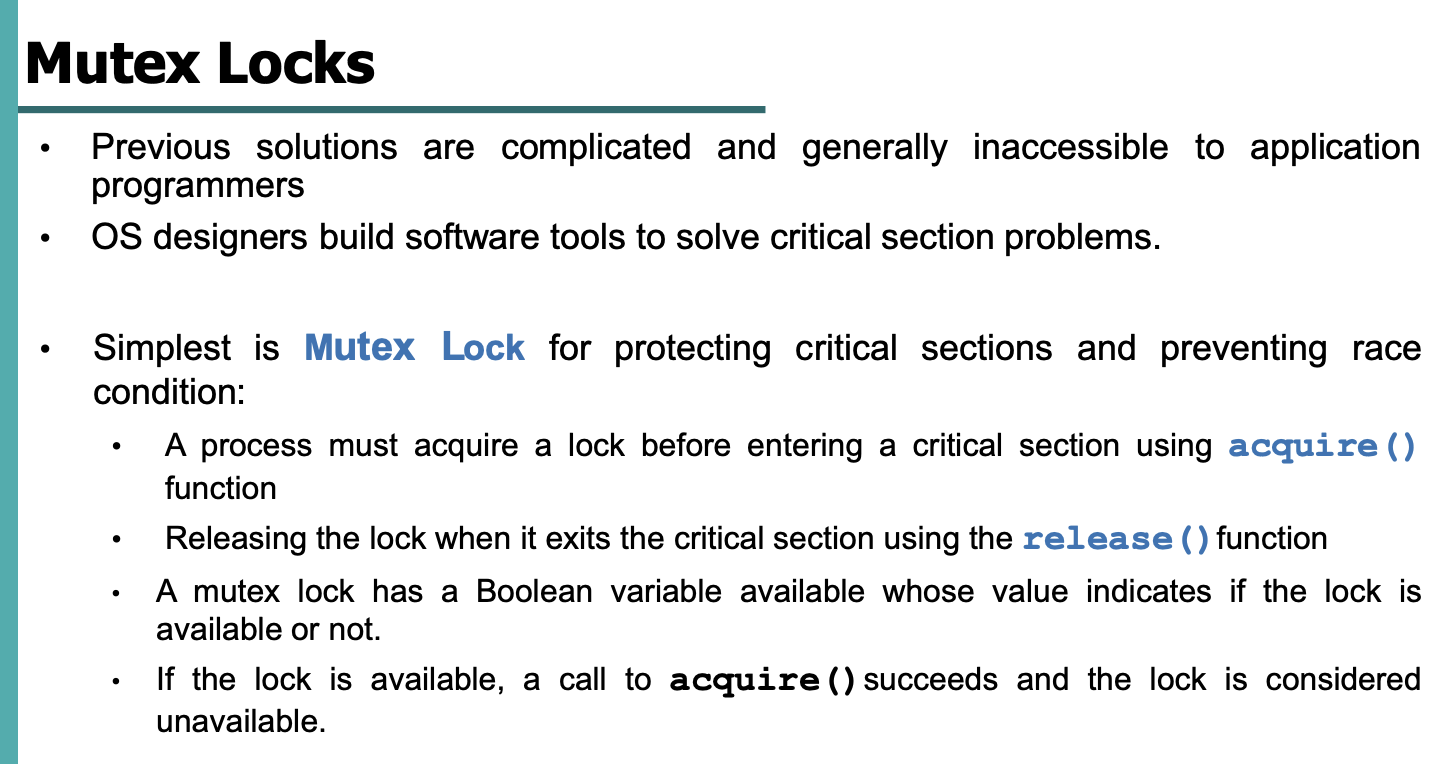 Mutex Locks
• Previous solutions are complicated and generally inaccessible to application
programmers
• OS designers build software tools to solve critical section problems.
• Simplest is Mutex Lock for protecting critical sections and preventing race
condition:
• A process must acquire a lock before entering a critical section using acquire()
function
• Releasing the lock when it exits the critical section using the release() function
• A mutex lock has a Boolean variable available whose value indicates if the lock is
available or not.
• If the lock is available, a call to acquire() succeeds and the lock is considered
unavailable.